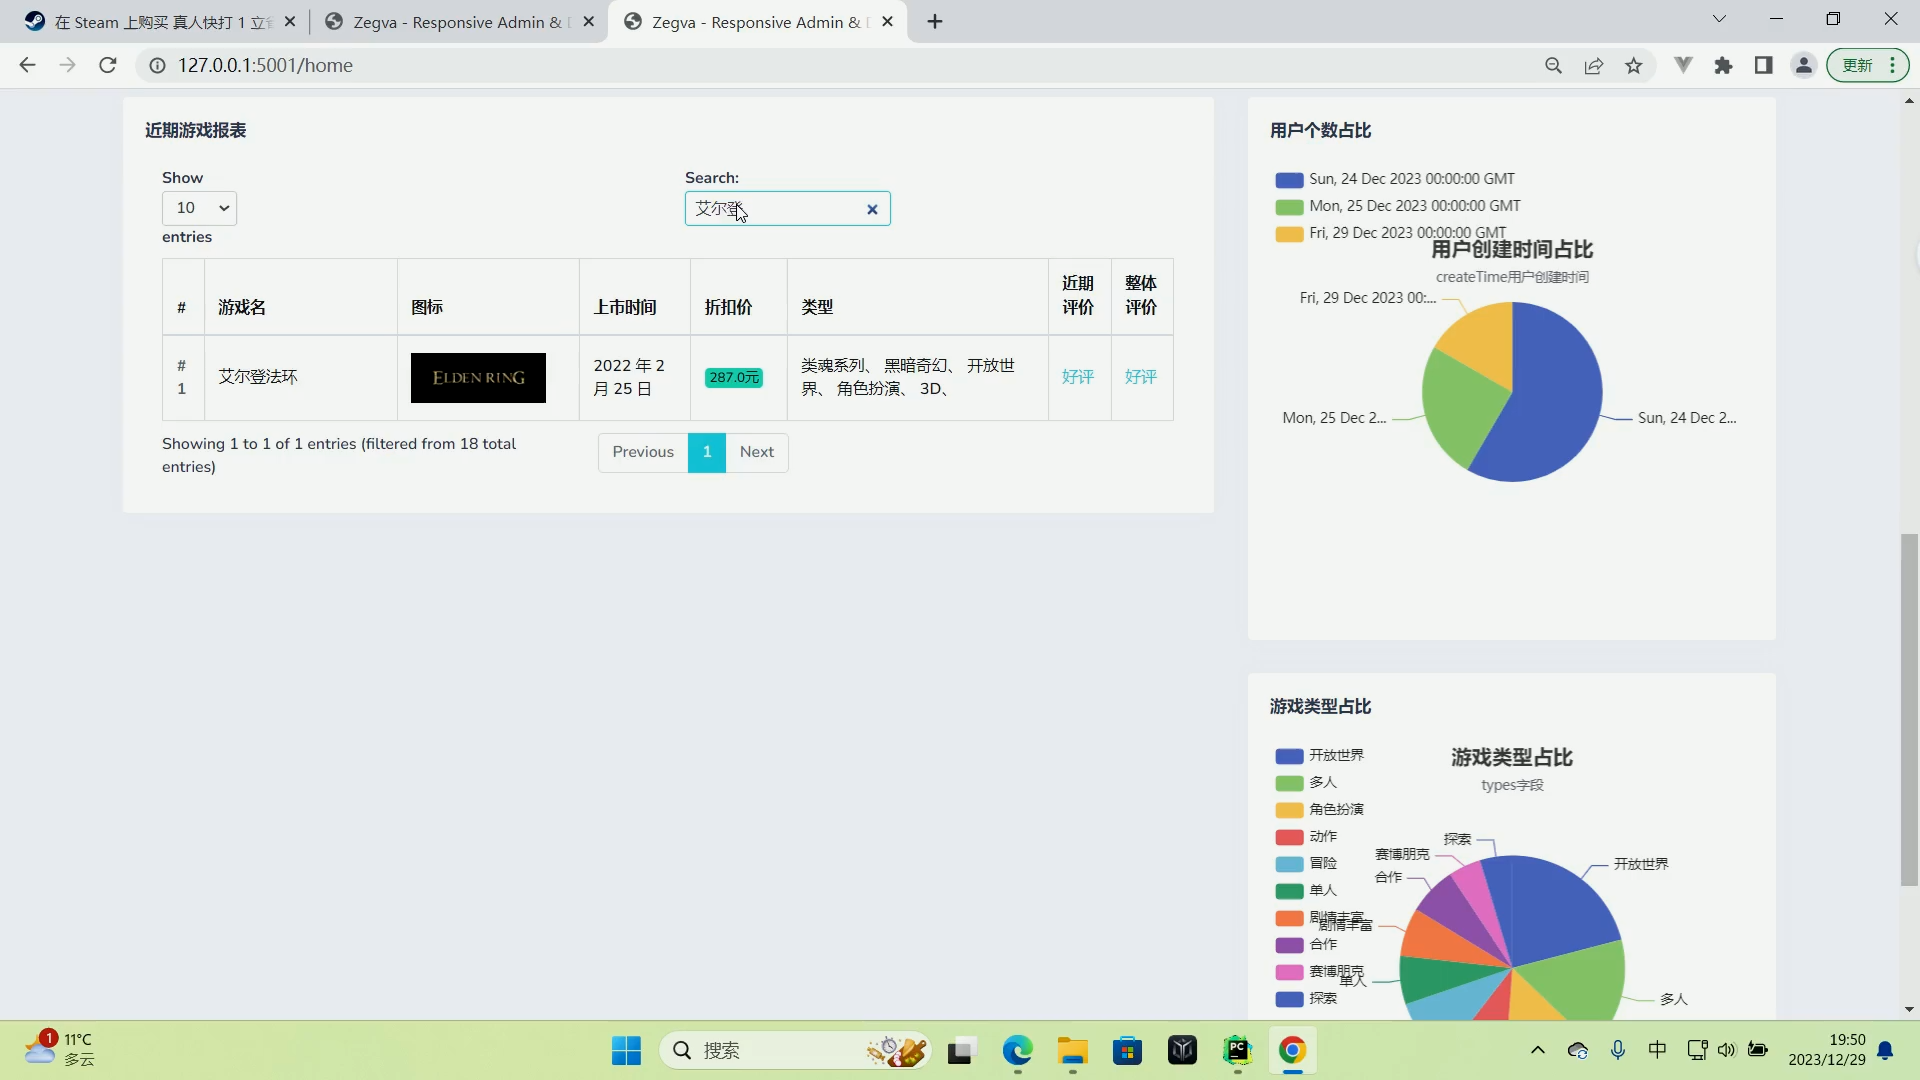 在 Steam 上购买 真人快打 1 立
Zegva - Responsive Admin &
Zegva - Responsive Admin &
127.0.0.1:5001/home
更新
近期游戏报表
Show
10
entries
Search:
艾尔登
#
游戏名
图标
上市时间
折扣价
类型
近期
评价
整体
评价
#
1
艾尔登法环
ELDEN RING
2022 年 2
月 25 日
287.0元
类魂系列、 黑暗奇幻、 开放世
界、 角色扮演、 3D、
好评
好评
Showing 1 to 1 of 1 entries (filtered from 18 total
entries)
Previous
1
Next
用户个数占比
Sun, 24 Dec 2023 00:00:00 GMT
Mon, 25 Dec 2023 00:00:00 GMT
Fri, 29 Dec 2023 00:00:00 GMT
用户创建时间占比
createTime用户创建时间
Fri, 29 Dec 2023 00:...
Mon, 25 Dec 2...
Sun, 24 Dec 2...
游戏类型占比
游戏类型占比
types字段
开放世界
多人
角色扮演
动作
冒险
单人
剧情丰富
合作
赛博朋克
探索
探索
赛博朋克
合作
剧情丰富
单人
开放世界
多人
1
11°C
多云
搜索
PC
中
19:50
2023/12/29